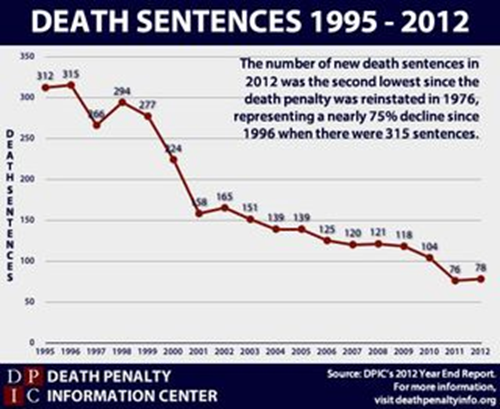 DEATH SENTENCES 1995 - 2012
The number of new death sentences in
2012 was the second lowest since the
death penalty was reinstated in 1976,
representing a nearly 75% decline since
1996 when there were 315 sentences.
DEATH SENTENCES
350
300
250
200
150
100
50
0
312
315
266
294
277
224
158
165
151
139
139
125
120
121
118
104
76
78
1995 1996 1997 1998 1999 2000 2001 2002 2003 2004 2005 2006 2007 2008 2009 2010 2011 2012
D P
I C
DEATH PENALTY
INFORMATION CENTER
Source: DPIC's 2012 Year End Report.
For more information,
visit deathpenaltyinfo.org